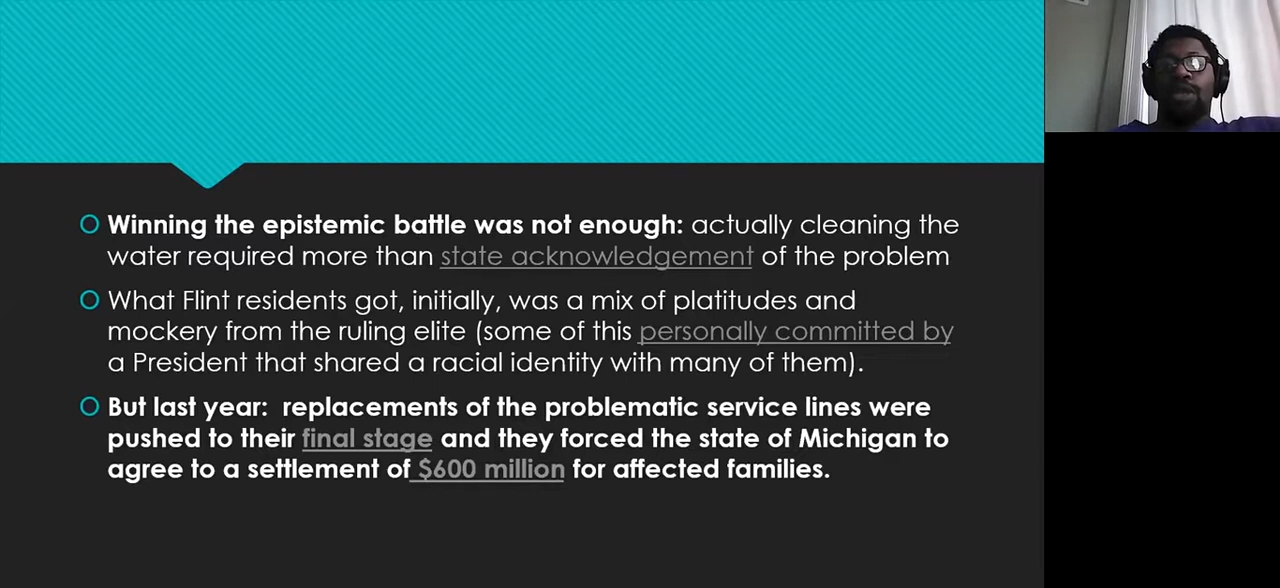 Winning the epistemic battle was not enough: actually cleaning the
water required more than state acknowledgement of the problem
What Flint residents got, initially, was a mix of platitudes and
mockery from the ruling elite (some of this personally committed by
a President that shared a racial identity with many of them).
But last year:  replacements of the problematic service lines were
pushed to their final stage and they forced the state of Michigan to
agree to a settlement of $600 million for affected families.